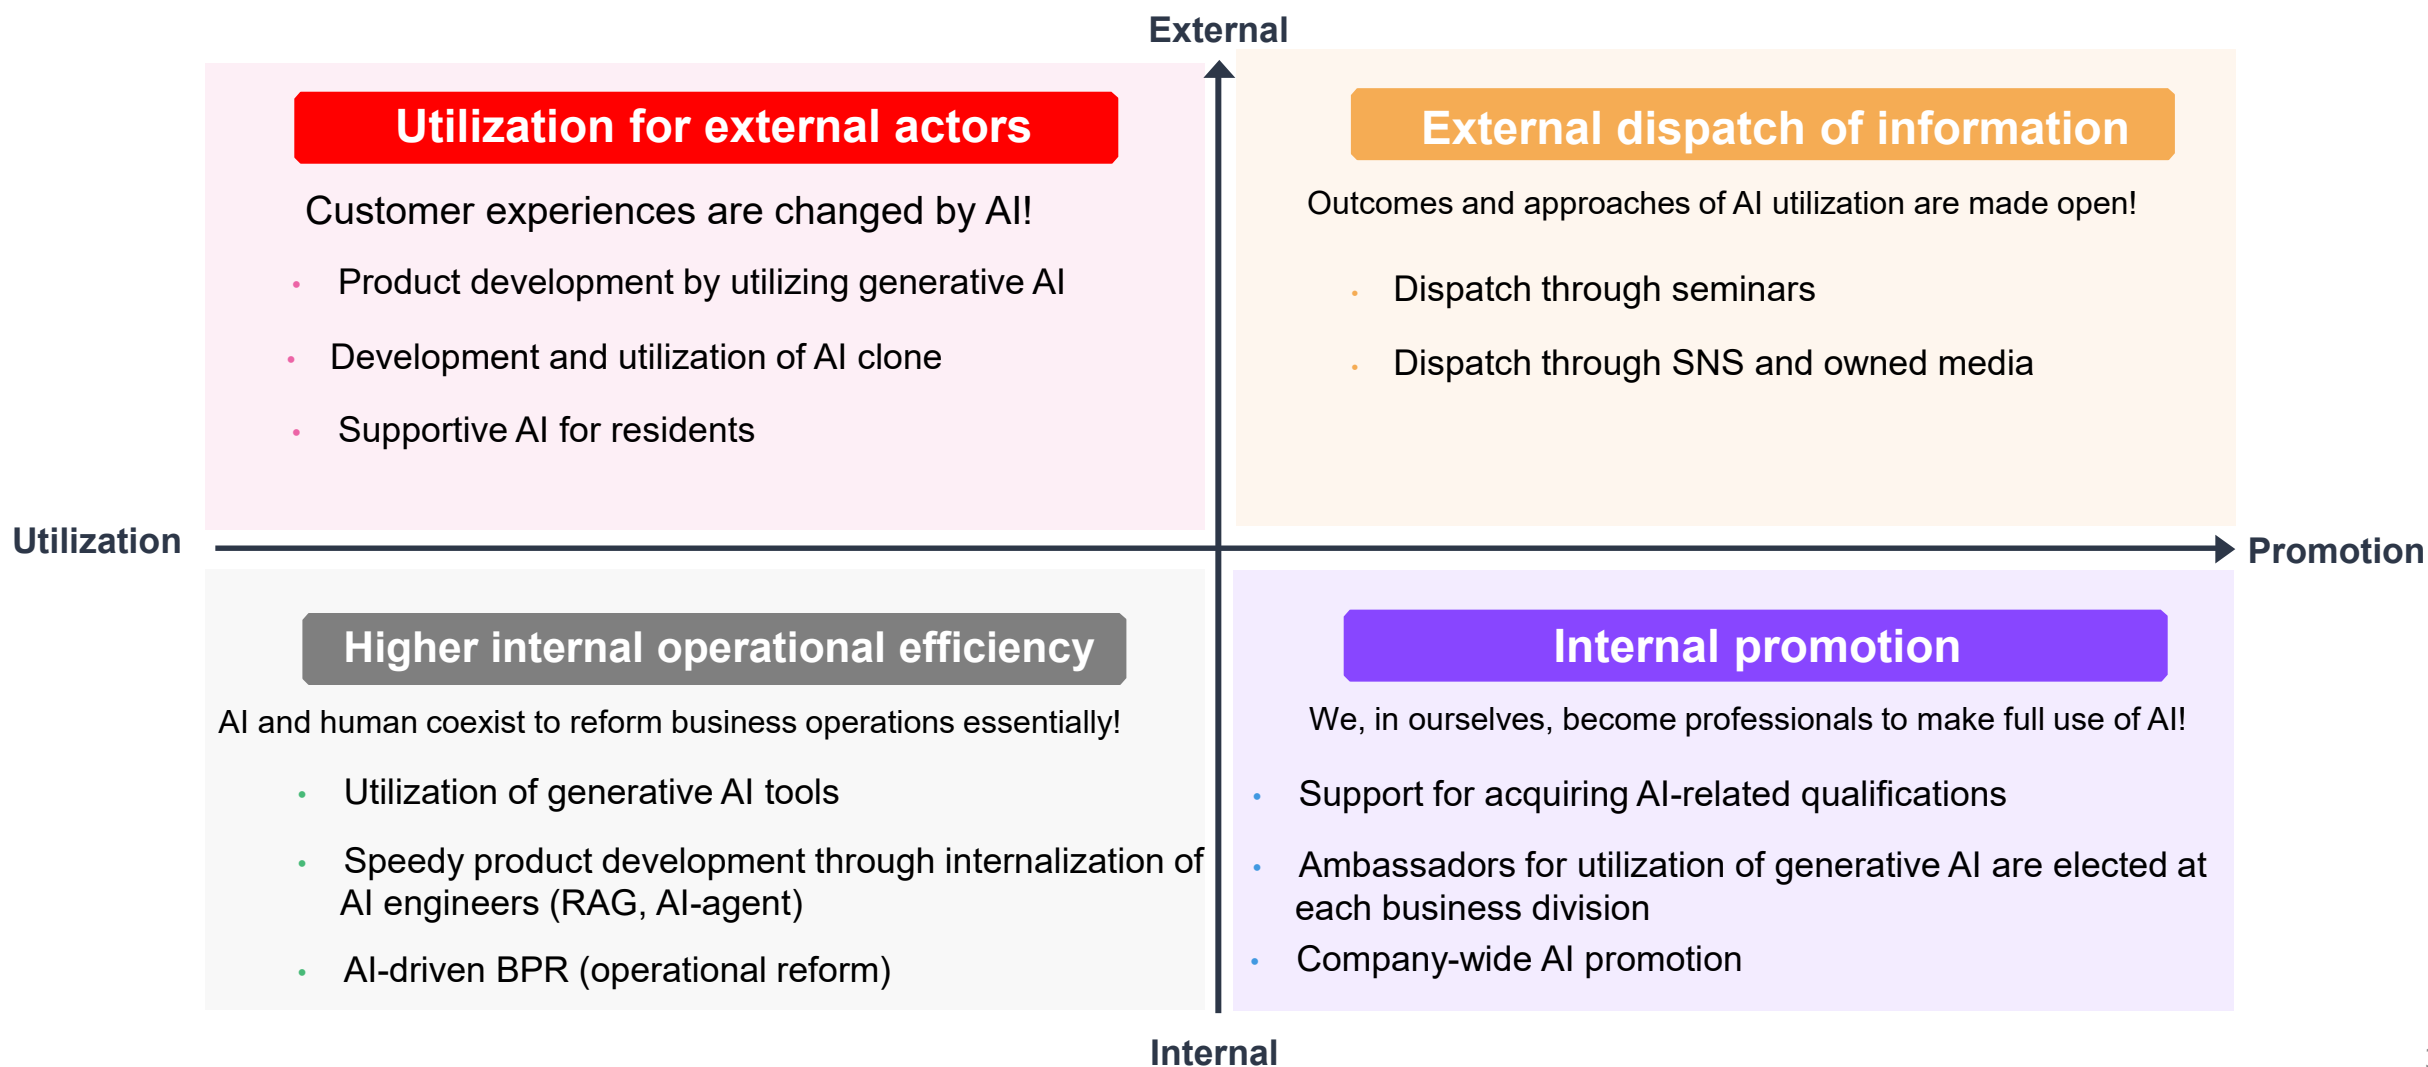 External
Utilization for external actors
Customer experiences are changed by AI!
• Product development by utilizing generative AI
• Development and utilization of AI clone
• Supportive AI for residents
External dispatch of information
Outcomes and approaches of AI utilization are made open!
• Dispatch through seminars
• Dispatch through SNS and owned media
Utilization
Promotion
Higher internal operational efficiency
AI and human coexist to reform business operations essentially!
• Utilization of generative AI tools
• Speedy product development through internalization of
AI engineers (RAG, AI-agent)
• AI-driven BPR (operational reform)
Internal promotion
We, in ourselves, become professionals to make full use of AI!
• Support for acquiring AI-related qualifications
• Ambassadors for utilization of generative AI are elected at
each business division
• Company-wide AI promotion
Internal